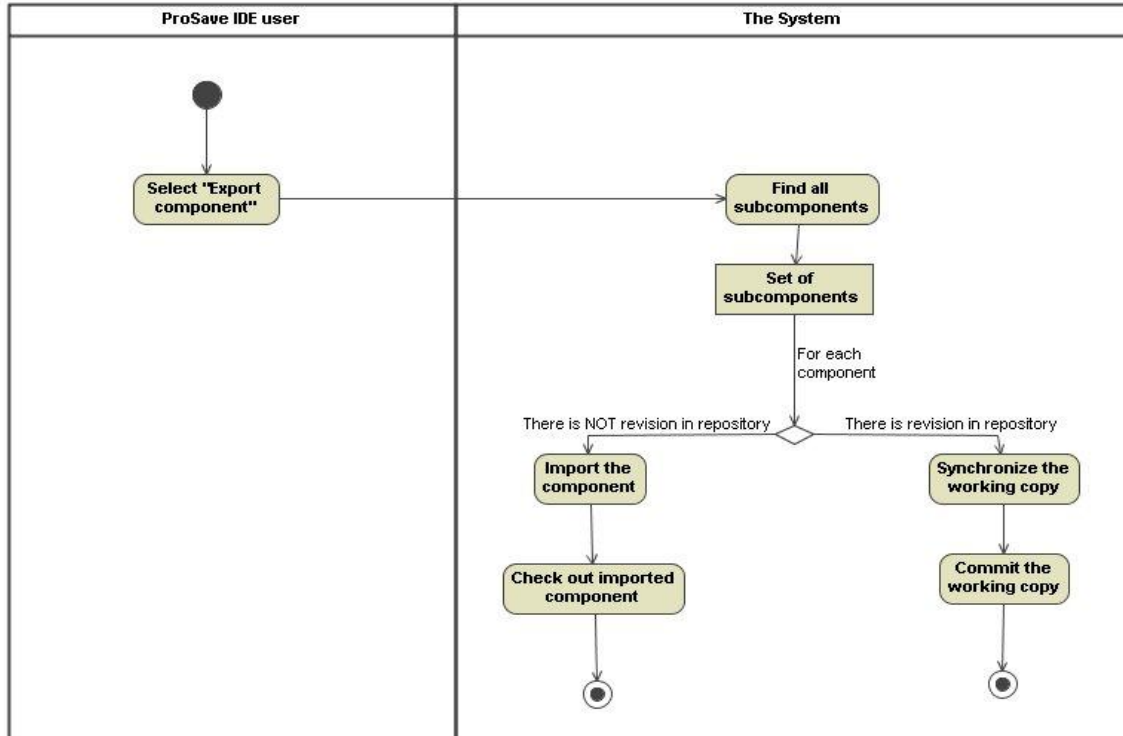 ProSave IDE user
The System
Select "Export
component"
Find all
subcomponents
Set of
subcomponents
For each
component
There is NOT revision in repository
There is revision in repository
Import the
component
Synchronize the
working copy
Check out imported
component
Commit the
working copy